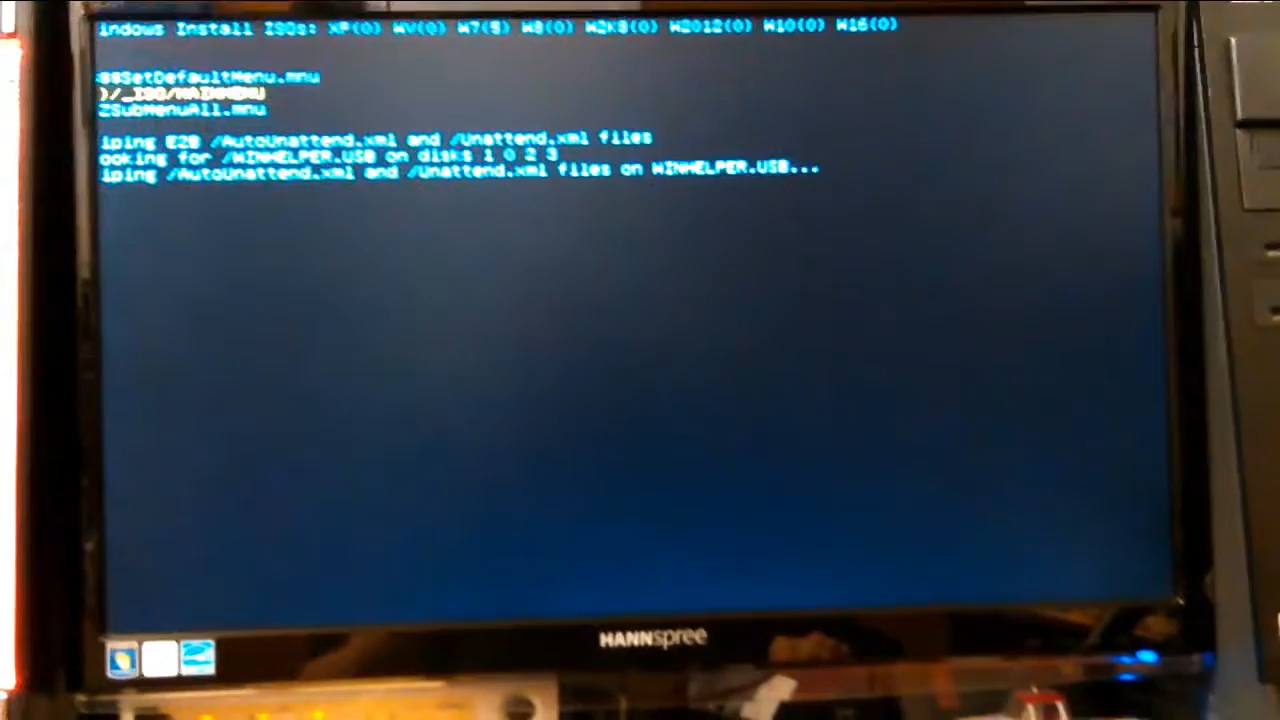 indows Install ISOs: XP(0) WV(0) W7(5) W8(0) W2K8(0) W2012(0) W10(0) W16(0)
$$SetDefaultMenu.mnu
)/_ISO/MAINMENU
ZSubMenuAll.mnu
iping E2B /AutoUnattend.xml and /Unattend.xml files
ooking for /WINHELPER.USB on disks 1 0 2 3
iping /AutoUnattend.xml and /Unattend.xml files on WINHELPER.USB...
HANNspree